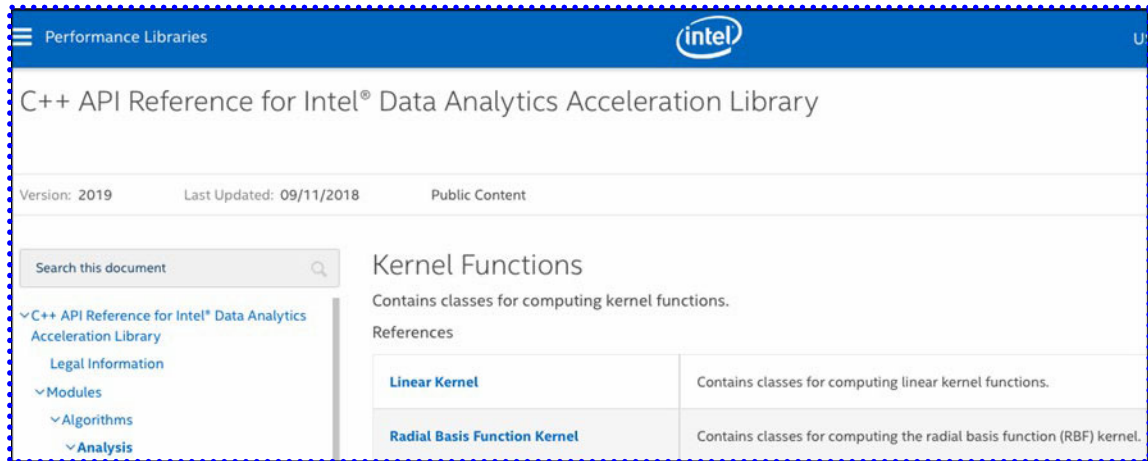 Performance Libraries
intel
C++ API Reference for Intel® Data Analytics Acceleration Library
Version: 2019 Last Updated: 09/11/2018 Public Content
Search this document
C++ API Reference for Intel® Data Analytics
Acceleration Library
Legal Information
Modules
Algorithms
Analysis
Kernel Functions
Contains classes for computing kernel functions.
References
Linear Kernel Contains classes for computing linear kernel functions.
Radial Basis Function Kernel Contains classes for computing the radial basis function (RBF) kernel.